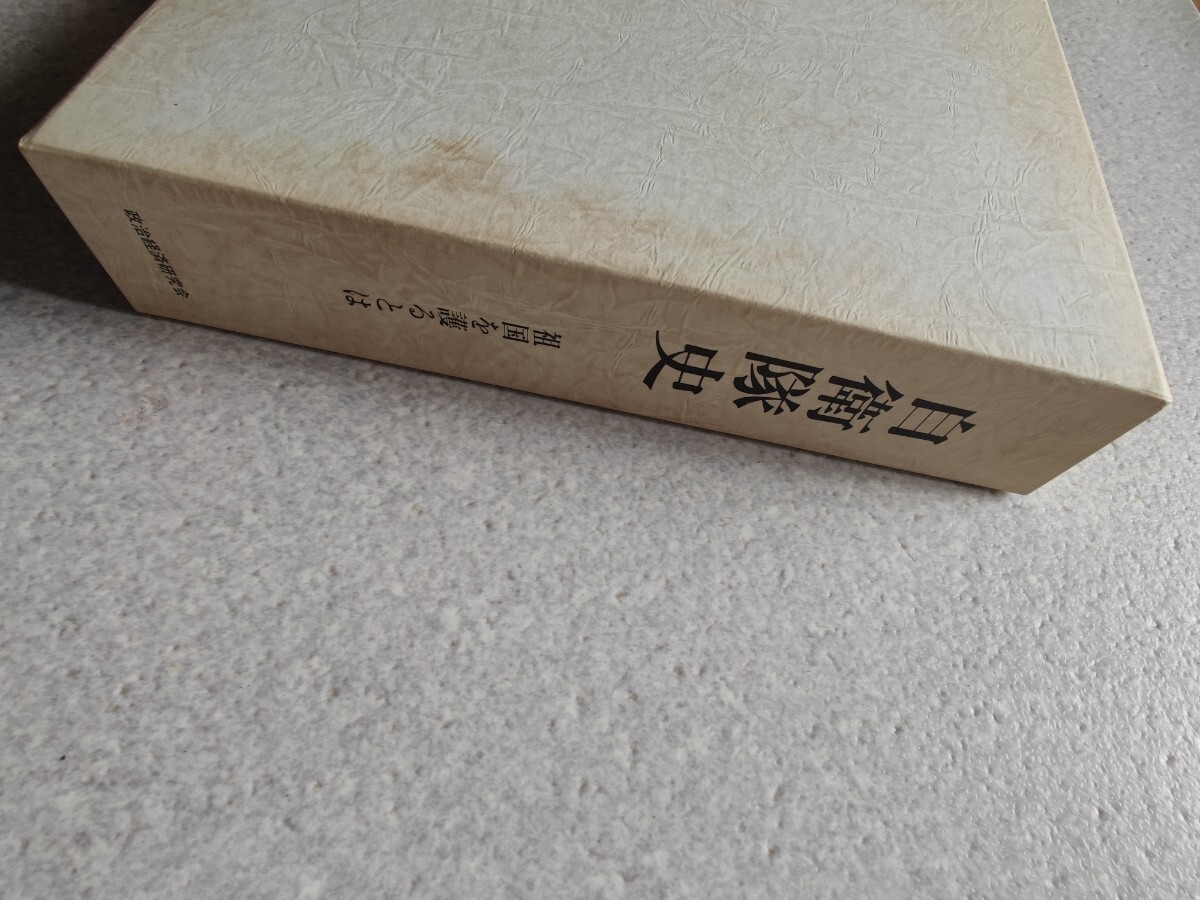 自衛隊史
祖国を護るとは
政治経済研究会